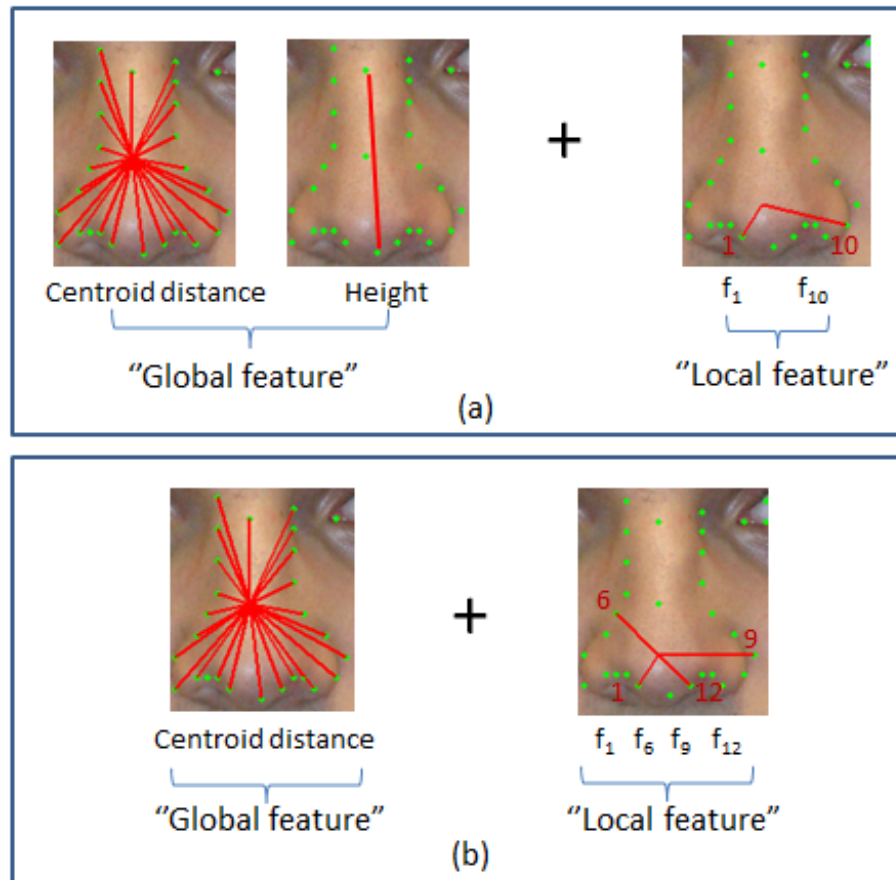 +
1
10
Centroid distance
Height
f₁ f₁₀
‘’Global feature’’
‘’Local feature’’
(a)
+
6
9
1
12
Centroid distance
f₁ f₆ f₉ f₁₂
‘’Global feature’’
‘’Local feature’’
(b)